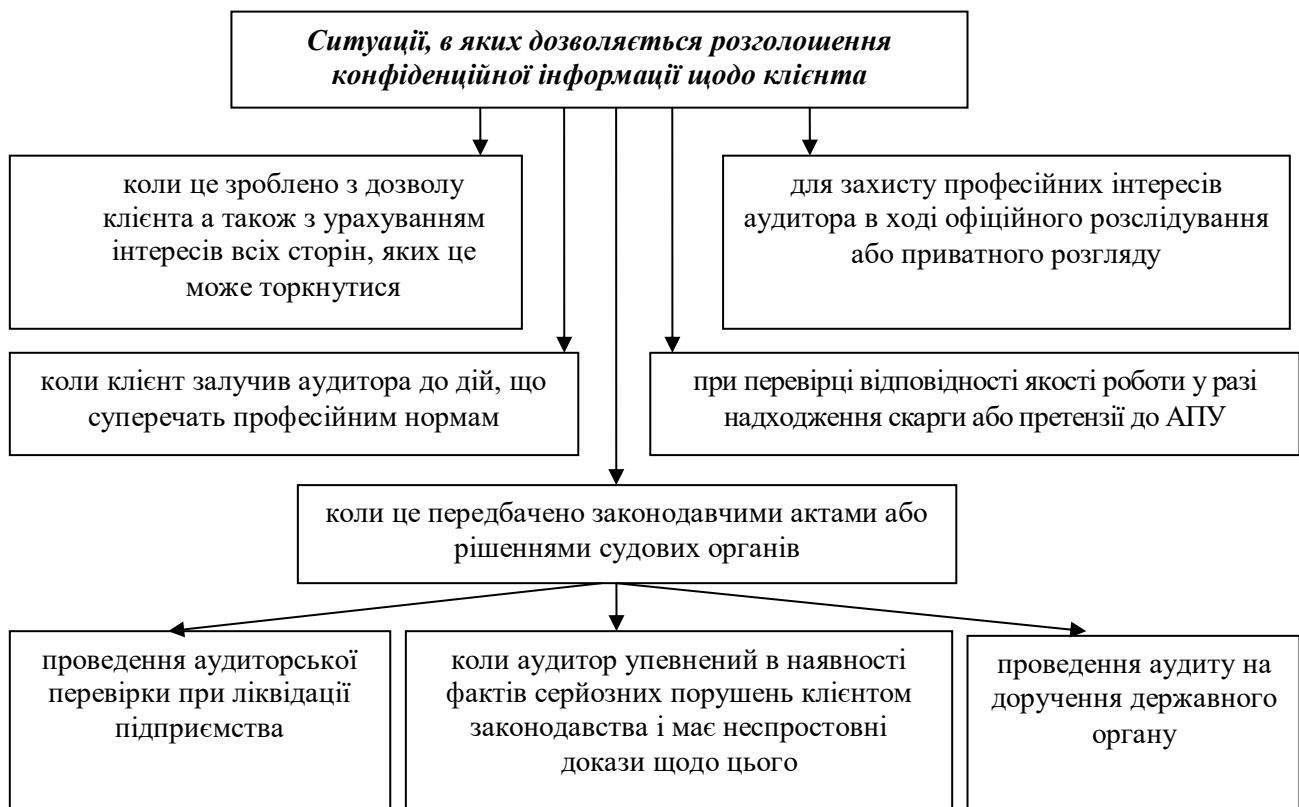 Ситуації, в яких дозволяється розголошення
конфіденційної інформації щодо клієнта
коли це зроблено з дозволу
клієнта а також з урахуванням
інтересів всіх сторін, яких це
може торкнутися
для захисту професійних інтересів
аудитора в ході офіційного розслідування
або приватного розгляду
коли клієнт залучив аудитора до дій, що
суперечать професійним нормам
при перевірці відповідності якості роботи у разі
надходження скарги або претензії до АПУ
коли це передбачено законодавчими актами або
рішеннями судових органів
проведення аудиторської
перевірки при ліквідації
підприємства
коли аудитор упевнений в наявності
фактів серйозних порушень клієнтом
законодавства і має неспростовні
докази щодо цього
проведення аудиту на
доручення державного
органу